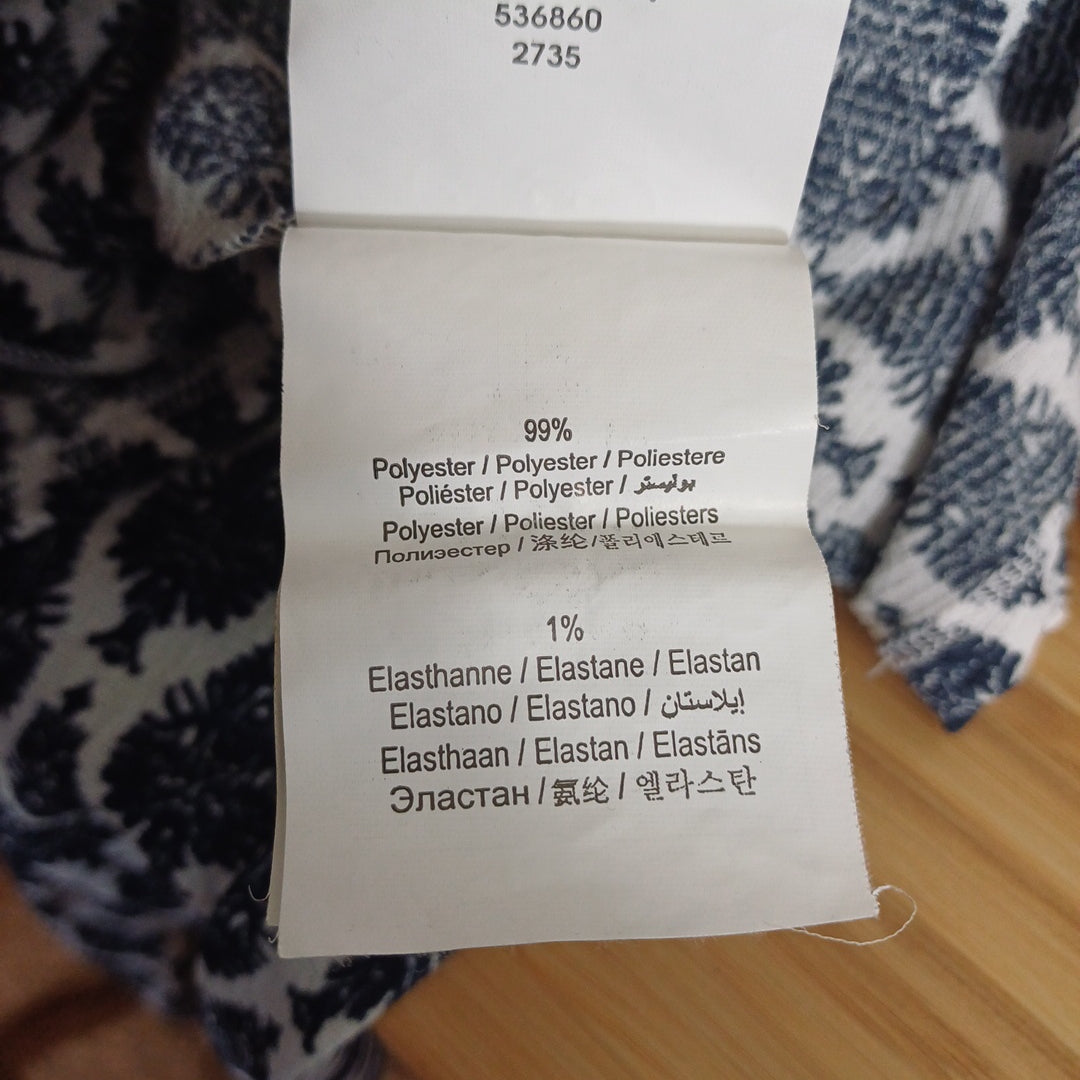 536860
2735
99%
Polyester / Polyester / Poliestere
Poliéster / Polyester / بوليستر
Polyester / Poliester / Poliesters
Полиэстер / 涤纶 / 폴리에스테르
1%
Elasthanne / Elastane / Elastan
Elastano / Elastano / إيلاستان
Elasthaan / Elastan / Elastāns
Эластан / 氨纶 / 엘라스탄